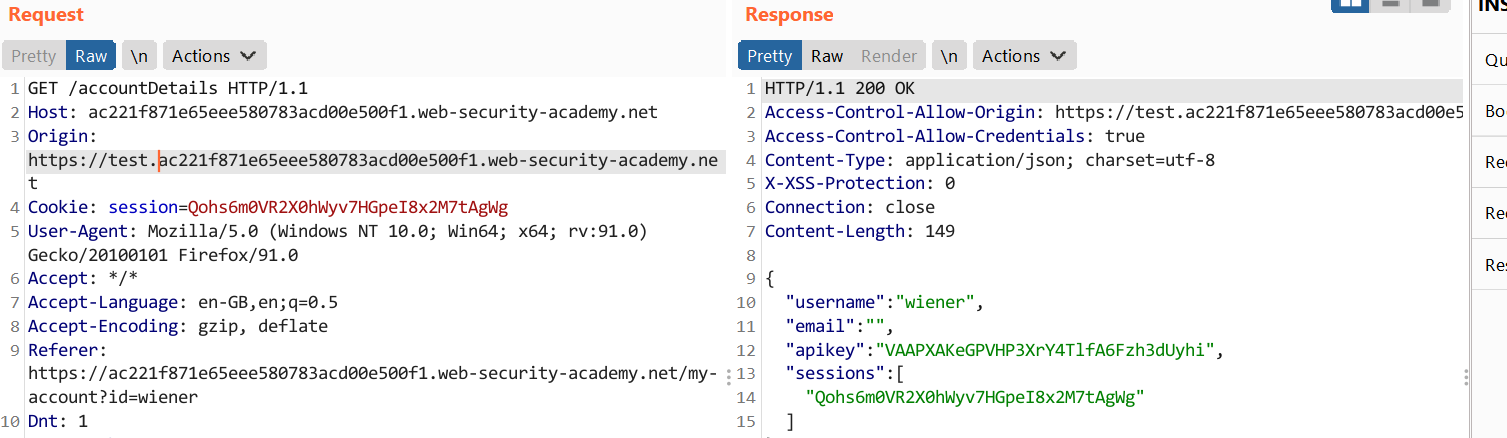 Request
Pretty Raw \n Actions
1 GET /accountDetails HTTP/1.1
2 Host: ac221f871e65eee580783acd00e500f1.web-security-academy.net
3 Origin:
https://test.ac221f871e65eee580783acd00e500f1.web-security-academy.ne
t
4 Cookie: session=Qohs6m0VR2X0hWyv7HGpeI8x2M7tAgWg
5 User-Agent: Mozilla/5.0 (Windows NT 10.0; Win64; x64; rv:91.0)
Gecko/20100101 Firefox/91.0
6 Accept: */*
7 Accept-Language: en-GB,en;q=0.5
8 Accept-Encoding: gzip, deflate
9 Referer:
https://ac221f871e65eee580783acd00e500f1.web-security-academy.net/my-
account?id=wiener
10 Dnt: 1
Response
Pretty Raw Render \n Actions
1 HTTP/1.1 200 OK
2 Access-Control-Allow-Origin: https://test.ac221f871e65eee580783acd00e5
3 Access-Control-Allow-Credentials: true
4 Content-Type: application/json; charset=utf-8
5 X-XSS-Protection: 0
6 Connection: close
7 Content-Length: 149
8
9 {
10 "username":"wiener",
11 "email":"",
12 "apikey":"VAAPXAKeGPVHP3XrY4TlfA6Fzh3dUyhi",
13 "sessions":[
14 "Qohs6m0VR2X0hWyv7HGpeI8x2M7tAgWg"
15 ]
INS
Qu
Bo
Re
Re
Res